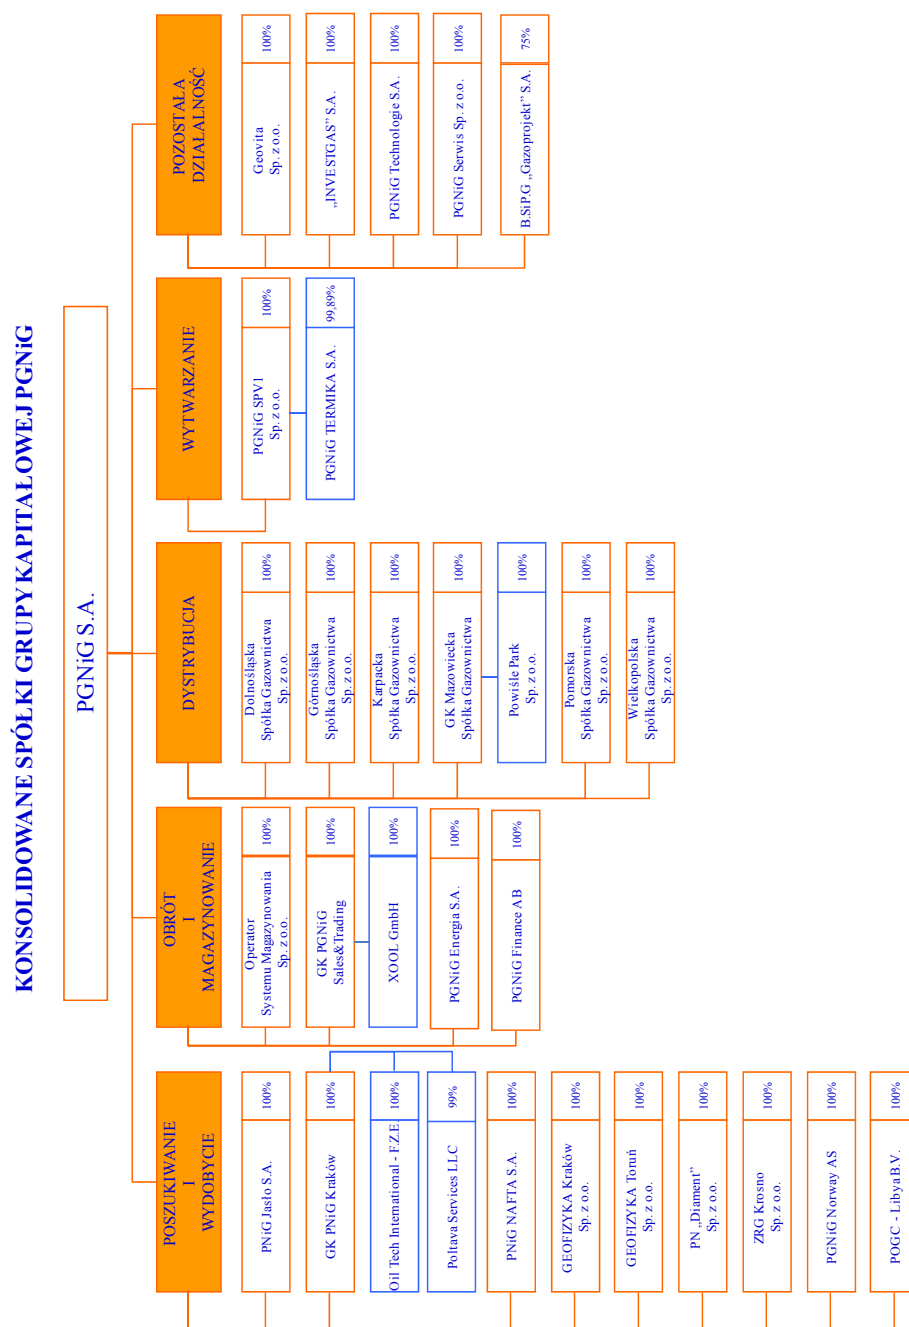 KONSOLIDOWANE SPÓŁKI GRUPY KAPITAŁOWEJ PGNiG
PGNiG S.A.
POSZUKIWANIE
I
WYDOBYCIE
PNiG Jasło S.A.
100%
GK PNiG Kraków
100%
Oil Tech International - F.Z.E.
100%
Poltava Services LLC
99%
PNiG NAFTA S.A.
100%
GEOFIZYKA Kraków
Sp. z o.o.
100%
GEOFIZYKA Toruń
Sp. z o.o.
100%
PN „Diament”
Sp. z o.o.
100%
ZRG Krosno
Sp. z o.o.
100%
PGNiG Norway AS
100%
POGC - Libya B.V.
100%
OBRÓT
I
MAGAZYNOWANIE
Operator
Systemu Magazynowania
Sp. z o.o.
100%
GK PGNiG
Sales&Trading
100%
XOOL GmbH
100%
PGNiG Energia S.A.
100%
PGNiG Finance AB
100%
DYSTRYBUCJA
Dolnośląska
Spółka Gazownictwa
Sp. z o.o.
100%
Górnośląska
Spółka Gazownictwa
Sp. z o.o.
100%
Karpacka
Spółka Gazownictwa
Sp. z o.o.
100%
GK Mazowiecka
Spółka Gazownictwa
100%
Powiśle Park
Sp. z o.o.
100%
Pomorska
Spółka Gazownictwa
Sp. z o.o.
100%
Wielkopolska
Spółka Gazownictwa
Sp. z o.o.
100%
WYTWARZANIE
PGNiG SPV1
Sp. z o.o.
100%
PGNiG TERMIKA S.A.
99,89%
POZOSTAŁA
DZIAŁALNOŚĆ
Geovita
Sp. z o.o.
100%
„INVESTGAS” S.A.
100%
PGNiG Technologie S.A.
100%
PGNiG Serwis Sp. z o.o.
100%
B.SiP.G „Gazoprojekt” S.A.
75%